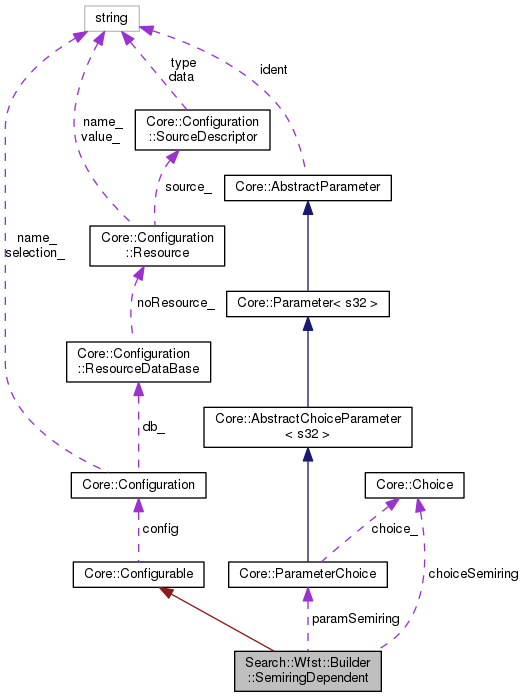 string
type
data
ident
name_
value_
Core::Configuration
::SourceDescriptor
source_
Core::AbstractParameter
name_
selection_
Core::Configuration
::Resource
noResource_
Core::Parameter< s32 >
Core::Configuration
::ResourceDataBase
db_
Core::AbstractChoiceParameter
< s32 >
Core::Configuration
Core::Choice
config
choice_
Core::Configurable
Core::ParameterChoice
choiceSemiring
paramSemiring
Search::Wfst::Builder
::SemiringDependent